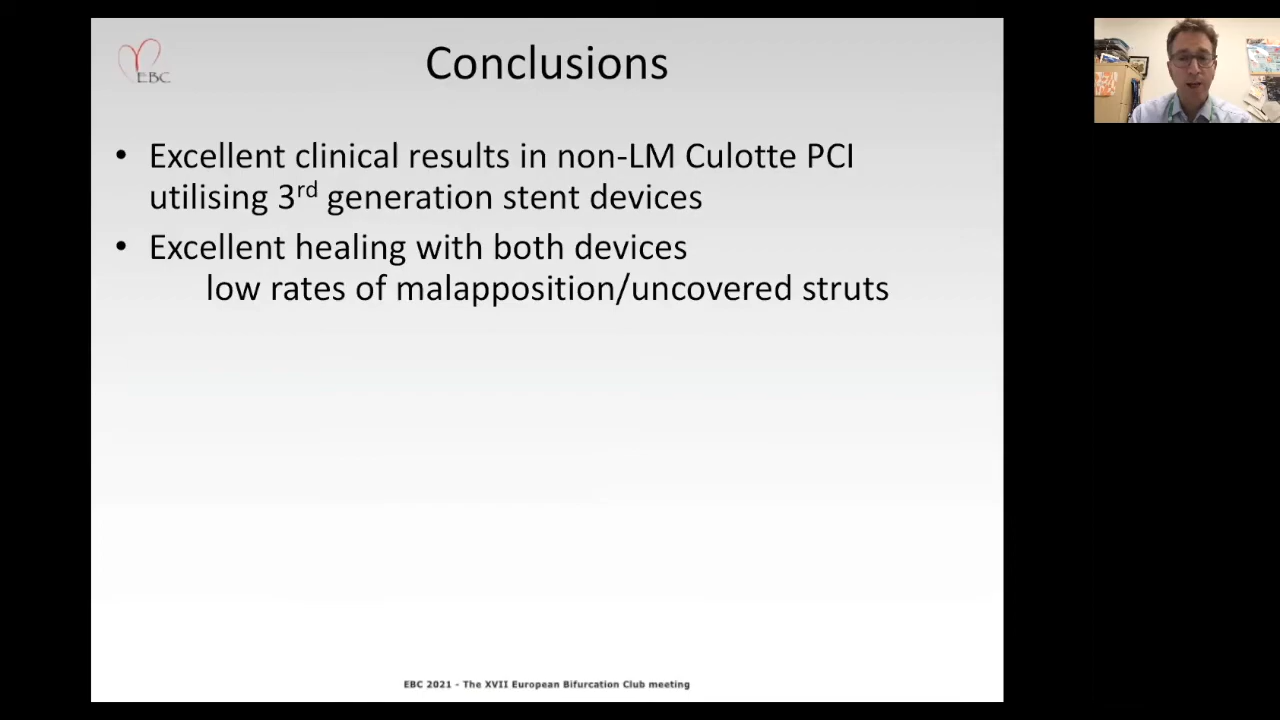 EBC
Conclusions
• Excellent clinical results in non-LM Culotte PCI
utilising 3rd generation stent devices
• Excellent healing with both devices
low rates of malapposition/uncovered struts
EBC 2021 - The XVII European Bifurcation Club meeting